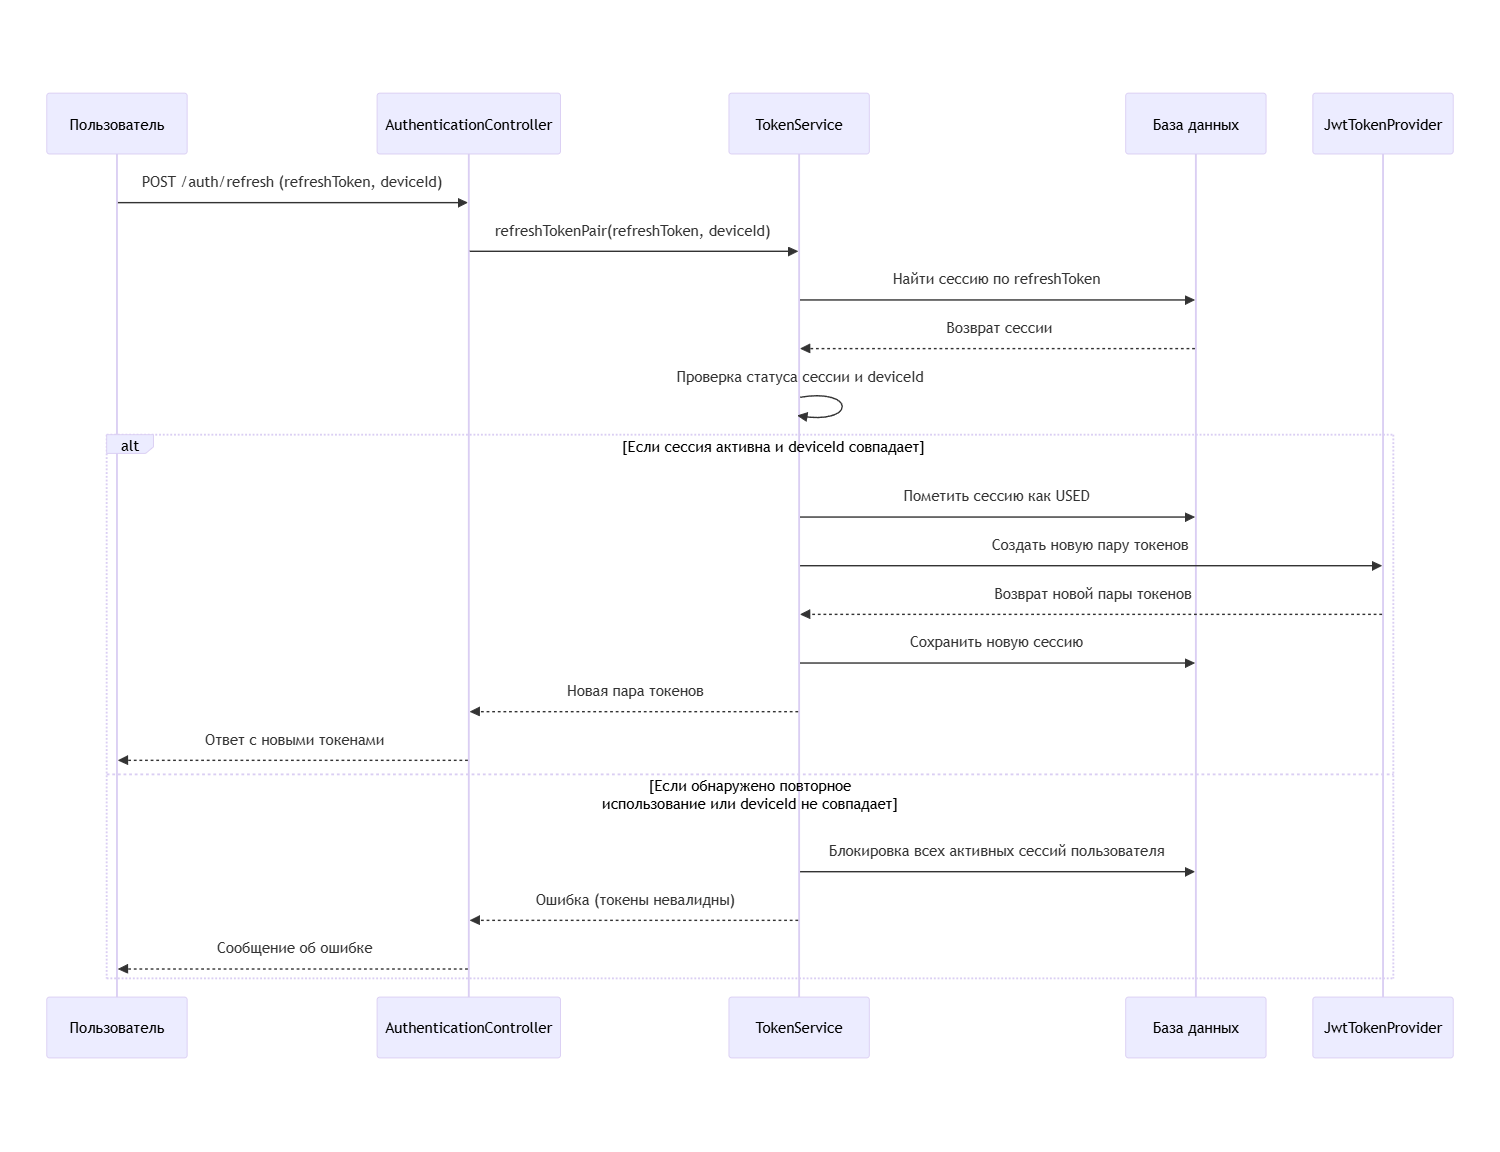 Пользователь
AuthenticationController
TokenService
База данных
JwtTokenProvider
POST /auth/refresh (refreshToken, deviceId)
refreshTokenPair(refreshToken, deviceId)
Найти сессию по refreshToken
Возврат сессии
Проверка статуса сессии и deviceId
alt
[Если сессия активна и deviceId совпадает]
Пометить сессию как USED
Создать новую пару токенов
Возврат новой пары токенов
Сохранить новую сессию
Новая пара токенов
Ответ с новыми токенами
[Если обнаружено повторное
использование или deviceId не совпадает]
Блокировка всех активных сессий пользователя
Ошибка (токены невалидны)
Сообщение об ошибке
Пользователь
AuthenticationController
TokenService
База данных
JwtTokenProvider